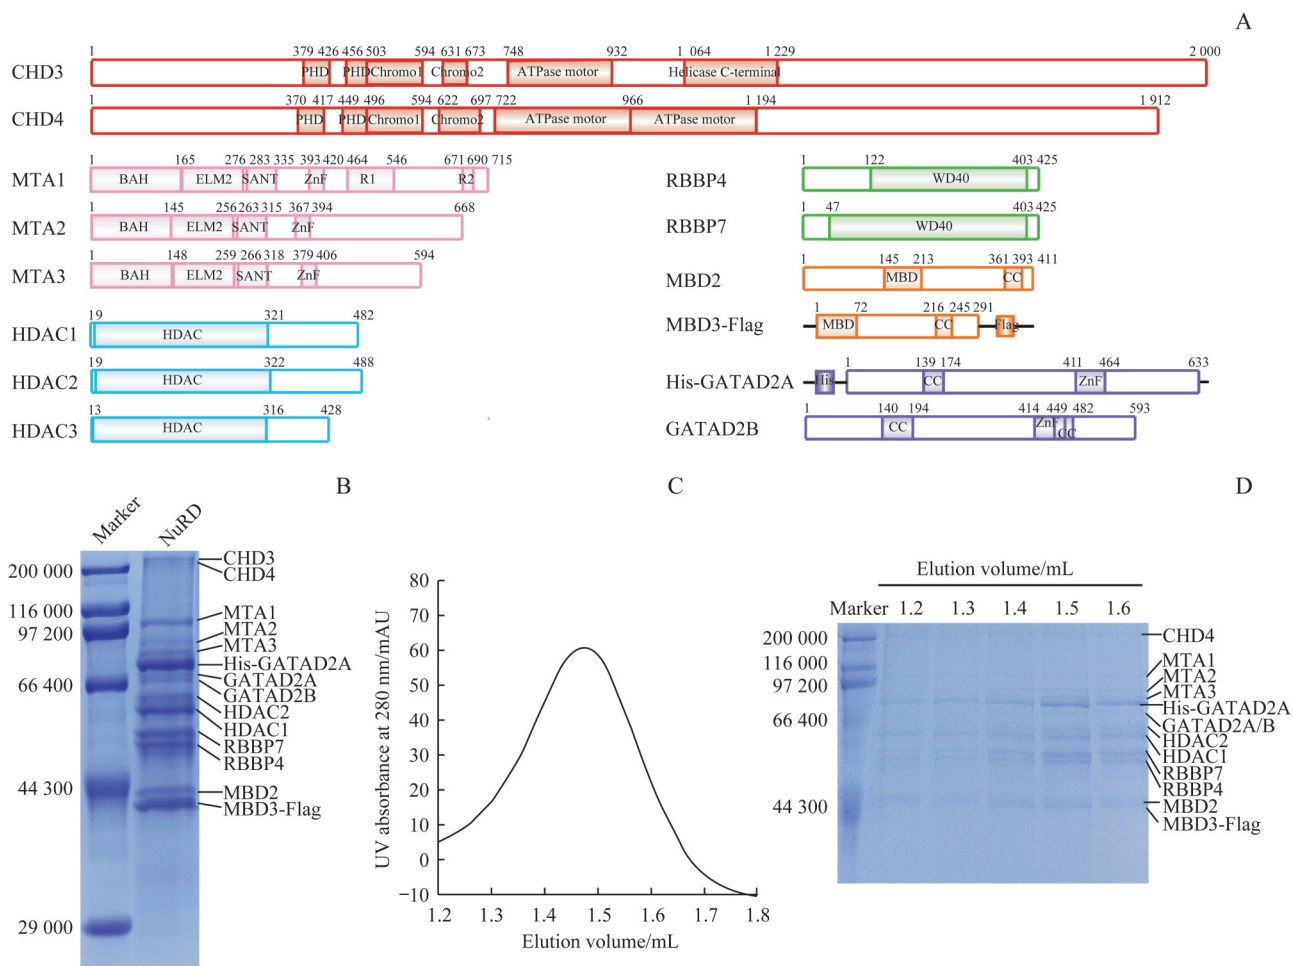 A
1 379 426 456 503 594 631 673 748 932 1 064 1 229 2 000
CHD3 PHD PHD Chromo1 Chromo2 ATPase motor Helicase C-terminal
1 370 417 449 496 594 622 697 722 966 1 194 1 912
CHD4 PHD PHD Chromo1 Chromo2 ATPase motor ATPase motor
1 165 276 283 335 393 420 464 546 671 690 715
MTA1 BAH ELM2 SANT ZnF R1 R2
1 145 256 263 315 367 394 668
MTA2 BAH ELM2 SANT ZnF
1 148 259 266 318 379 406 594
MTA3 BAH ELM2 SANT ZnF
19 321 482
HDAC1 HDAC
19 322 488
HDAC2 HDAC
13 316 428
HDAC3 HDAC
1 122 403 425
RBBP4 WD40
1 47 403 425
RBBP7 WD40
1 145 213 361 393 411
MBD2 MBD CC
1 72 216 245 291
MBD3-Flag MBD CC Flag
1 139 174 411 464 633
His-GATAD2A His CC ZnF
1 140 194 414 449 482 593
GATAD2B CC ZnF CC
B
Marker
NuRD
200 000
116 000
97 200
66 400
44 300
29 000
CHD3
CHD4
MTA1
MTA2
MTA3
His-GATAD2A
GATAD2A
GATAD2B
HDAC2
HDAC1
RBBP7
RBBP4
MBD2
MBD3-Flag
C
UV absorbance at 280 nm/mAU
80
70
60
50
40
30
20
10
0
−10
1.2 1.3 1.4 1.5 1.6 1.7 1.8
Elution volume/mL
D
Elution volume/mL
Marker 1.2 1.3 1.4 1.5 1.6
200 000
116 000
97 200
66 400
44 300
CHD4
MTA1
MTA2
MTA3
His-GATAD2A
GATAD2A/B
HDAC2
HDAC1
RBBP7
RBBP4
MBD2
MBD3-Flag